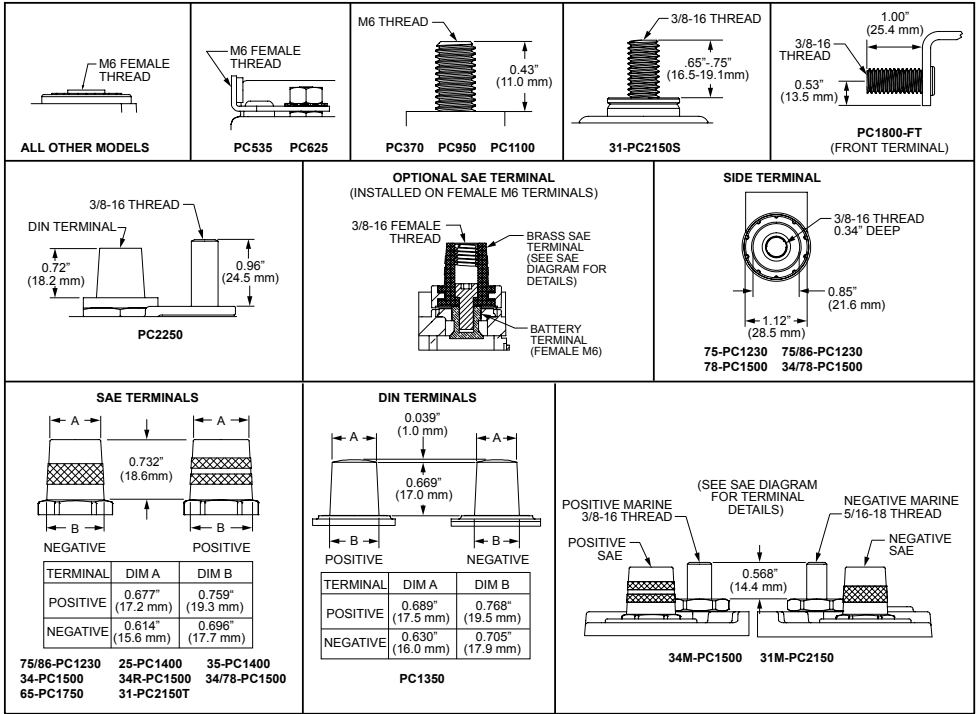 M6 FEMALE
THREAD
ALL OTHER MODELS
M6 FEMALE
THREAD
PC535 PC625
M6 THREAD
0.43"
(11.0 mm)
PC370 PC950 PC1100
3/8-16 THREAD
.65"-.75"
(16.5-19.1mm)
31-PC2150S
1.00"
(25.4 mm)
3/8-16
THREAD
0.53"
(13.5 mm)
PC1800-FT
(FRONT TERMINAL)
3/8-16 THREAD
DIN TERMINAL
0.72"
(18.2 mm)
0.96"
(24.5 mm)
PC2250
OPTIONAL SAE TERMINAL
(INSTALLED ON FEMALE M6 TERMINALS)
3/8-16 FEMALE
THREAD
BRASS SAE
TERMINAL
(SEE SAE
DIAGRAM FOR
DETAILS)
BATTERY
TERMINAL
(FEMALE M6)
SIDE TERMINAL
3/8-16 THREAD
0.34" DEEP
0.85"
(21.6 mm)
1.12"
(28.5 mm)
75-PC1230 75/86-PC1230
78-PC1500 34/78-PC1500
SAE TERMINALS
A A
0.732"
(18.6mm)
B B
NEGATIVE POSITIVE
TERMINAL DIM A DIM B
POSITIVE 0.677" (17.2 mm) 0.759“ (19.3 mm)
NEGATIVE 0.614” (15.6 mm) 0.696” (17.7 mm)
75/86-PC1230 25-PC1400 35-PC1400
34-PC1500 34R-PC1500 34/78-PC1500
65-PC1750 31-PC2150T
DIN TERMINALS
0.039"
(1.0 mm)
A A
0.669"
(17.0 mm)
B B
POSITIVE NEGATIVE
TERMINAL DIM A DIM B
POSITIVE 0.689” (17.5 mm) 0.768“ (19.5 mm)
NEGATIVE 0.630” (16.0 mm) 0.705” (17.9 mm)
PC1350
(SEE SAE DIAGRAM
FOR TERMINAL
DETAILS)
POSITIVE MARINE
3/8-16 THREAD
NEGATIVE MARINE
5/16-18 THREAD
POSITIVE
SAE
NEGATIVE
SAE
0.568"
(14.4 mm)
34M-PC1500 31M-PC2150